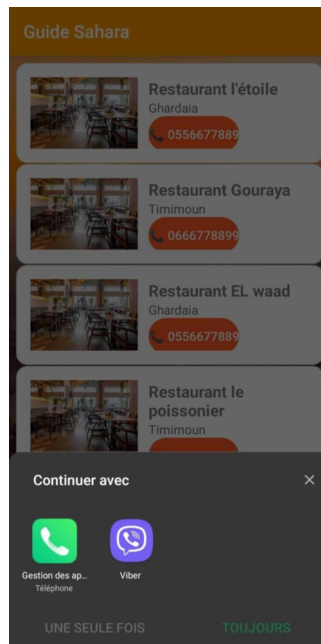 Guide Sahara
Restaurant l'étoile
Ghardaia
0556677889
Restaurant Gouraya
Timimoun
0666778899
Restaurant EL waad
Ghardaia
0556677889
Restaurant le
poissonier
Timimoun
Continuer avec
×
Gestion des ap...
Téléphone
Viber
UNE SEULE FOIS
TOUJOURS